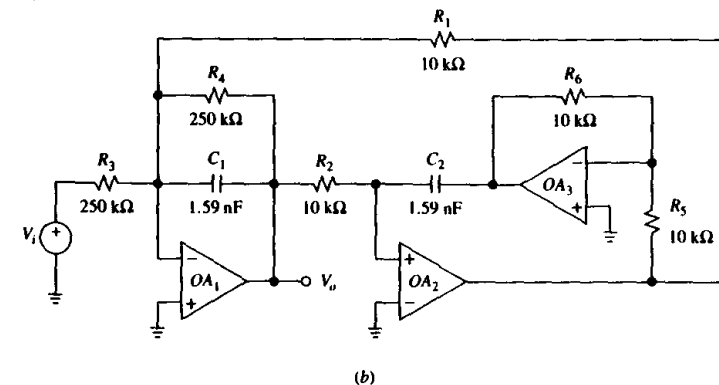 R₁
10 kΩ
R₄
250 kΩ
R₆
10 kΩ
R₃
250 kΩ
C₁
1.59 nF
R₂
10 kΩ
C₂
1.59 nF
OA₃
−
+
R₅
10 kΩ
Vᵢ
+
−
OA₁
+
Vₒ
+
OA₂
−
(b)